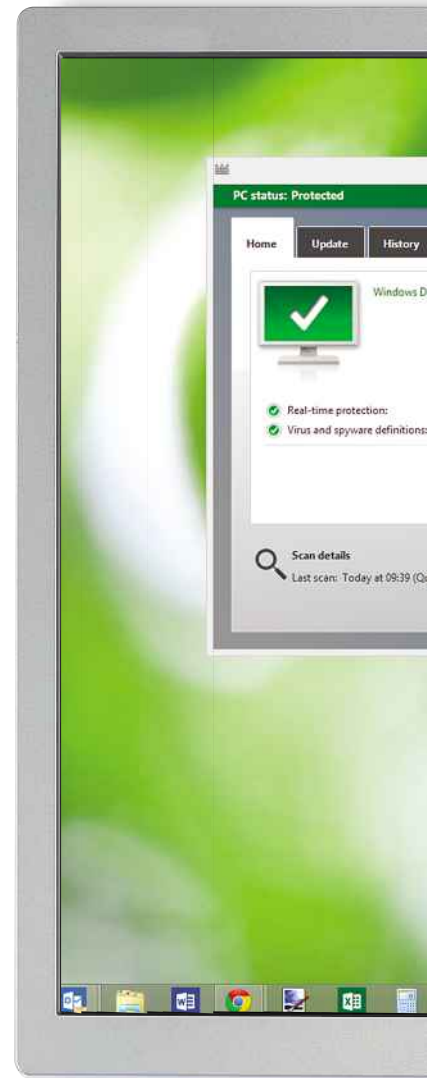 PC status: Protected
Home Update History
Windows D
Real-time protection:
Virus and spyware definitions:
Scan details
Last scan: Today at 09:39 (Qu